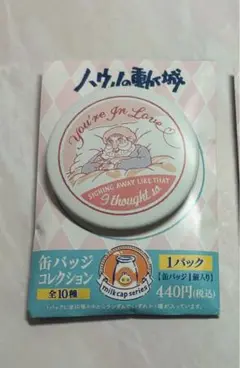 ハウルの動く城
You're In Love
SIGHING AWAY LIKE THAT
I thought so
缶バッジ
コレクション
全10種
milk cap series
1パック
【缶バッジ1個入り】
440円(税込)